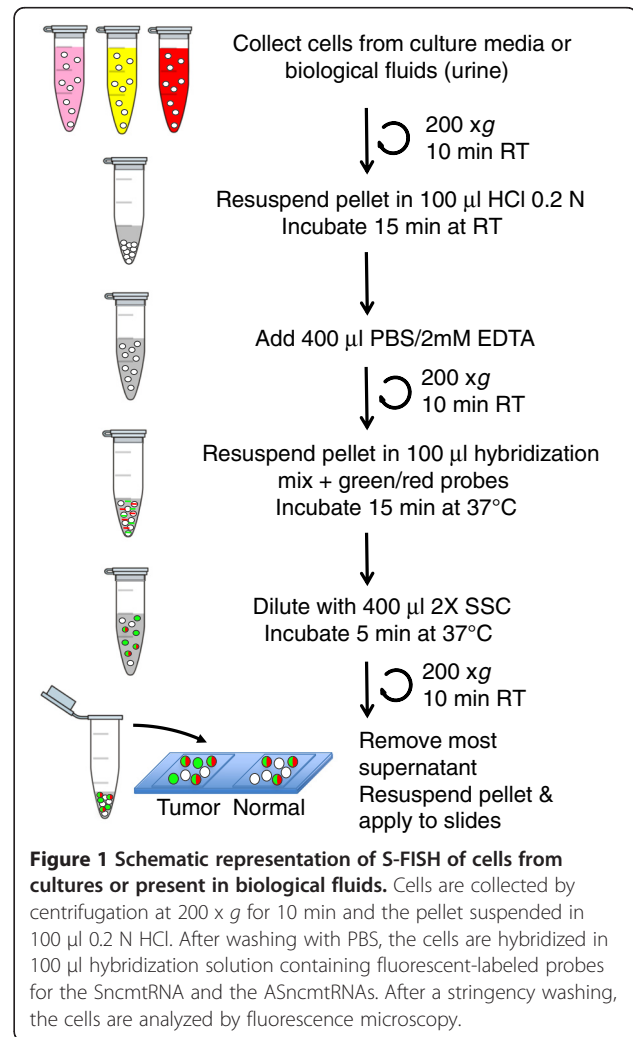 Collect cells from culture media or
biological fluids (urine)
200 xg
10 min RT
Resuspend pellet in 100 µl HCl 0.2 N
Incubate 15 min at RT
Add 400 µl PBS/2mM EDTA
200 xg
10 min RT
Resuspend pellet in 100 µl hybridization
mix + green/red probes
Incubate 15 min at 37°C
Dilute with 400 µl 2X SSC
Incubate 5 min at 37°C
200 xg
10 min RT
Remove most
supernatant
Resuspend pellet &
apply to slides
Tumor Normal
Figure 1 Schematic representation of S-FISH of cells from
cultures or present in biological fluids. Cells are collected by
centrifugation at 200 x g for 10 min and the pellet suspended in
100 µl 0.2 N HCl. After washing with PBS, the cells are hybridized in
100 µl hybridization solution containing fluorescent-labeled probes
for the SncmtRNA and the ASncmtRNAs. After a stringency washing,
the cells are analyzed by fluorescence microscopy.